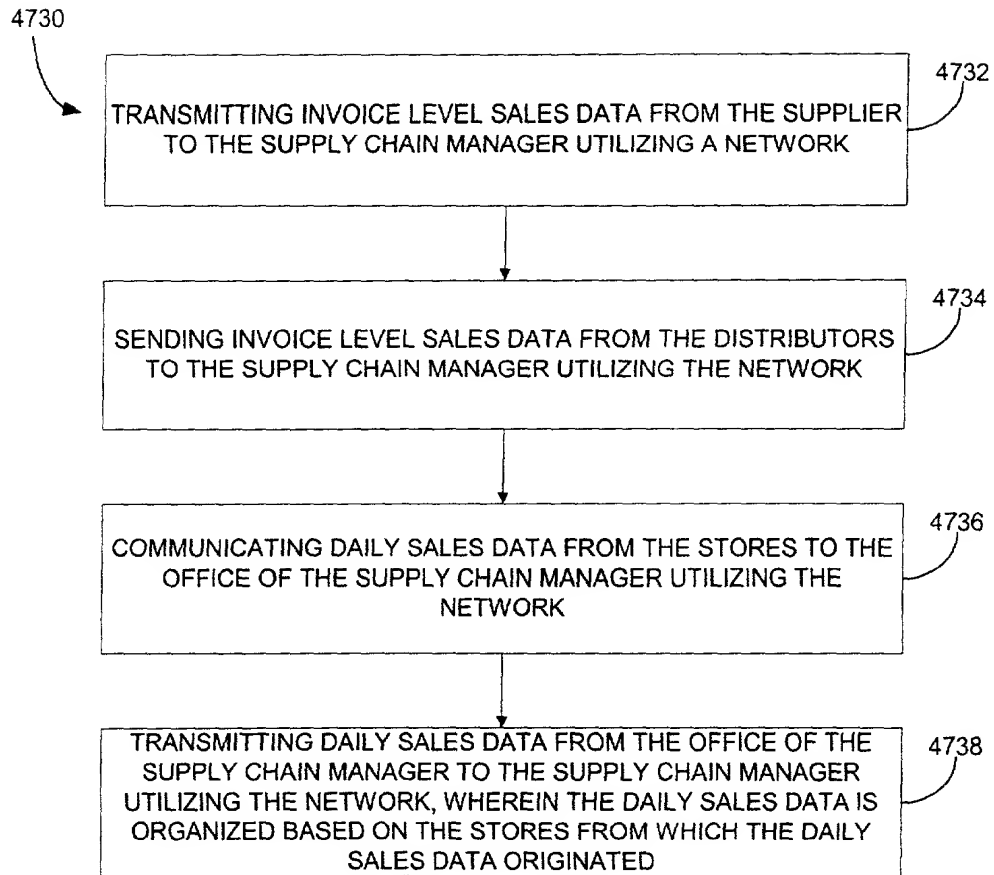 4730
4732
TRANSMITTING INVOICE LEVEL SALES DATA FROM THE SUPPLIER
TO THE SUPPLY CHAIN MANAGER UTILIZING A NETWORK
4734
SENDING INVOICE LEVEL SALES DATA FROM THE DISTRIBUTORS
TO THE SUPPLY CHAIN MANAGER UTILIZING THE NETWORK
4736
COMMUNICATING DAILY SALES DATA FROM THE STORES TO THE
OFFICE OF THE SUPPLY CHAIN MANAGER UTILIZING THE
NETWORK
4738
TRANSMITTING DAILY SALES DATA FROM THE OFFICE OF THE
SUPPLY CHAIN MANAGER TO THE SUPPLY CHAIN MANAGER
UTILIZING THE NETWORK, WHEREIN THE DAILY SALES DATA IS
ORGANIZED BASED ON THE STORES FROM WHICH THE DAILY
SALES DATA ORIGINATED